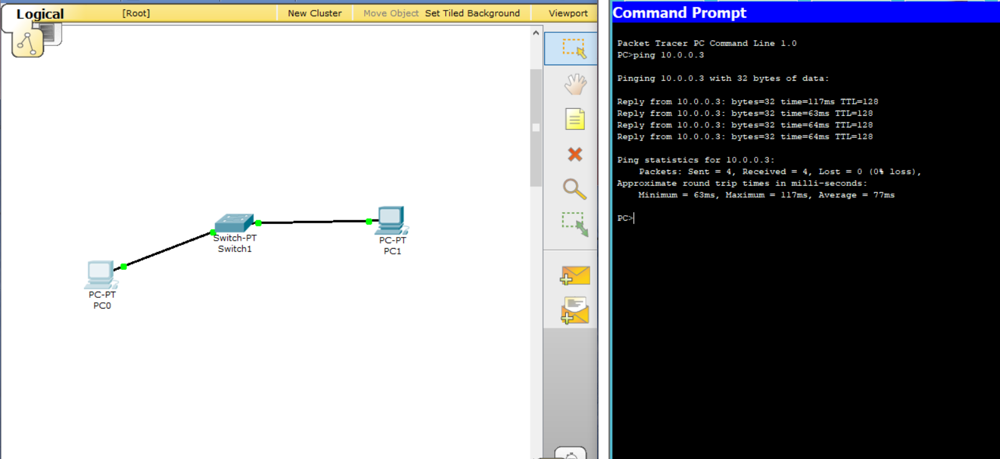 Logical
[Root]
New Cluster
Move Object
Set Tiled Background
Viewport
Switch-PT
Switch1
PC-PT
PC1
PC-PT
PC0
Command Prompt
Packet Tracer PC Command Line 1.0
PC>ping 10.0.0.3
Pinging 10.0.0.3 with 32 bytes of data:
Reply from 10.0.0.3: bytes=32 time=117ms TTL=128
Reply from 10.0.0.3: bytes=32 time=63ms TTL=128
Reply from 10.0.0.3: bytes=32 time=64ms TTL=128
Reply from 10.0.0.3: bytes=32 time=64ms TTL=128
Ping statistics for 10.0.0.3:
Packets: Sent = 4, Received = 4, Lost = 0 (0% loss),
Approximate round trip times in milli-seconds:
Minimum = 63ms, Maximum = 117ms, Average = 77ms
PC>